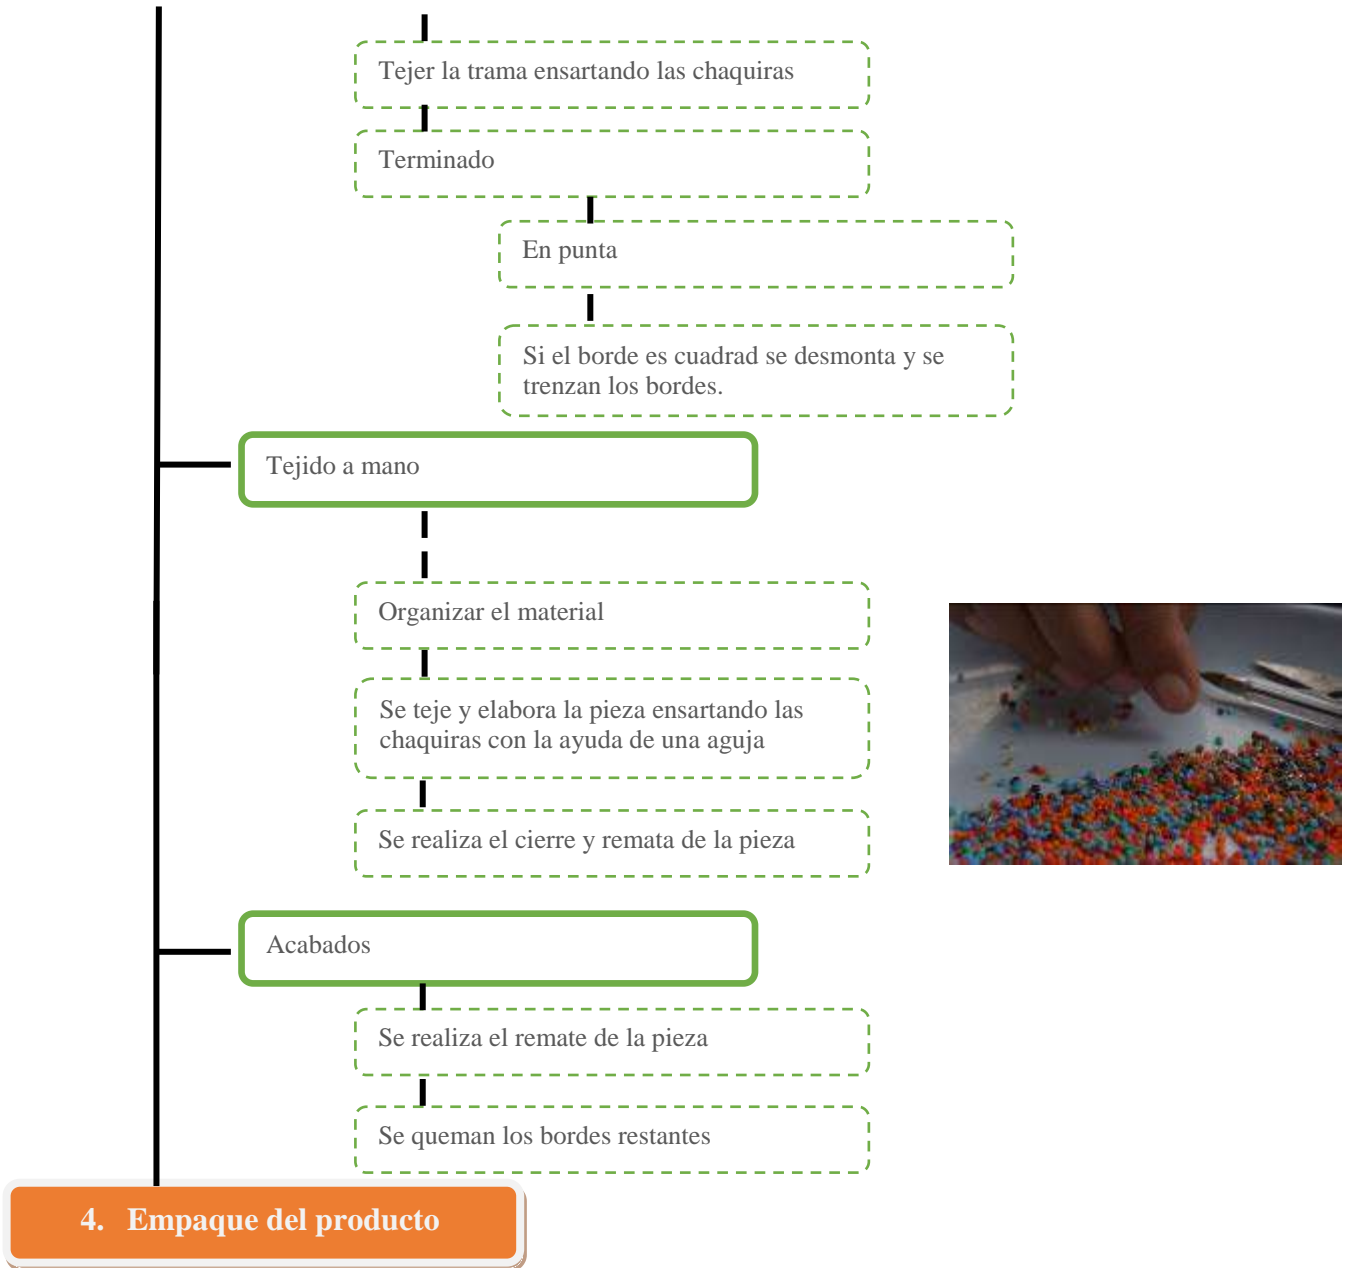 Tejer la trama ensartando las chaquiras
Terminado
En punta
Si el borde es cuadrad se desmonta y se
trenzan los bordes.
Tejido a mano
Organizar el material
Se teje y elabora la pieza ensartando las
chaquiras con la ayuda de una aguja
Se realiza el cierre y remata de la pieza
Acabados
Se realiza el remate de la pieza
Se queman los bordes restantes
4. Empaque del producto